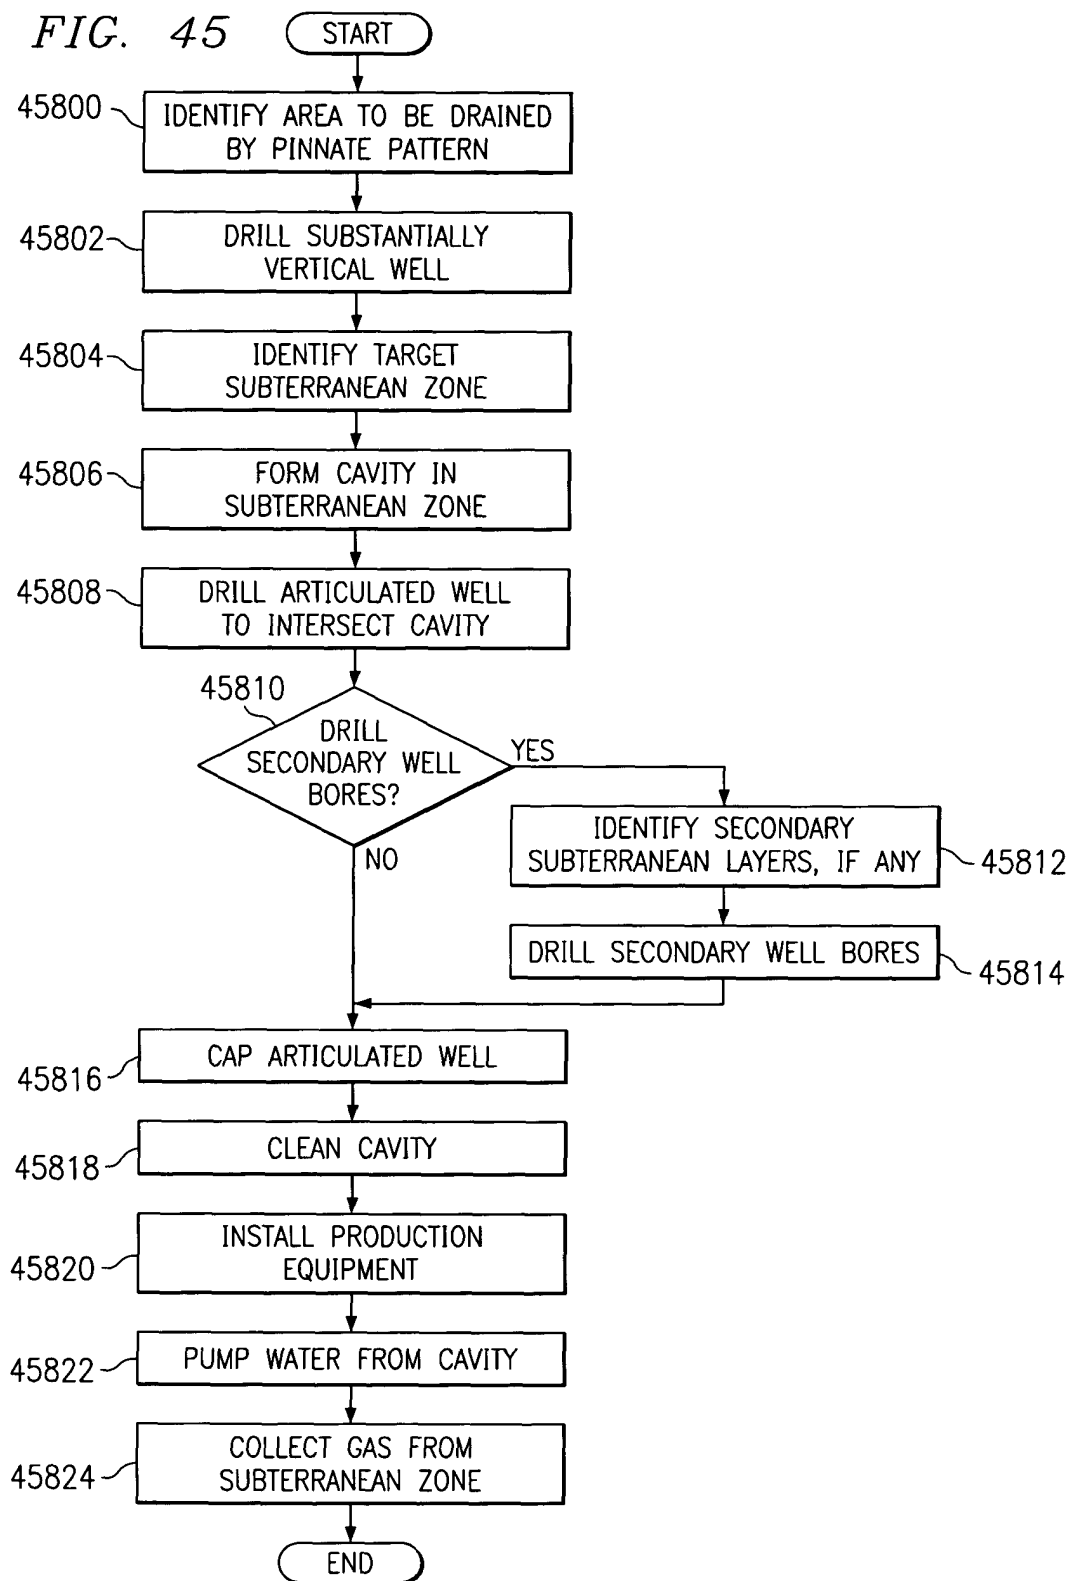 FIG. 45
START
45800
IDENTIFY AREA TO BE DRAINED
BY PINNATE PATTERN
45802
DRILL SUBSTANTIALLY
VERTICAL WELL
45804
IDENTIFY TARGET
SUBTERRANEAN ZONE
45806
FORM CAVITY IN
SUBTERRANEAN ZONE
45808
DRILL ARTICULATED WELL
TO INTERSECT CAVITY
45810
DRILL
SECONDARY WELL
BORES?
YES
NO
IDENTIFY SECONDARY
SUBTERRANEAN LAYERS, IF ANY
45812
DRILL SECONDARY WELL BORES
45814
CAP ARTICULATED WELL
45816
CLEAN CAVITY
45818
INSTALL PRODUCTION
EQUIPMENT
45820
PUMP WATER FROM CAVITY
45822
COLLECT GAS FROM
SUBTERRANEAN ZONE
45824
END